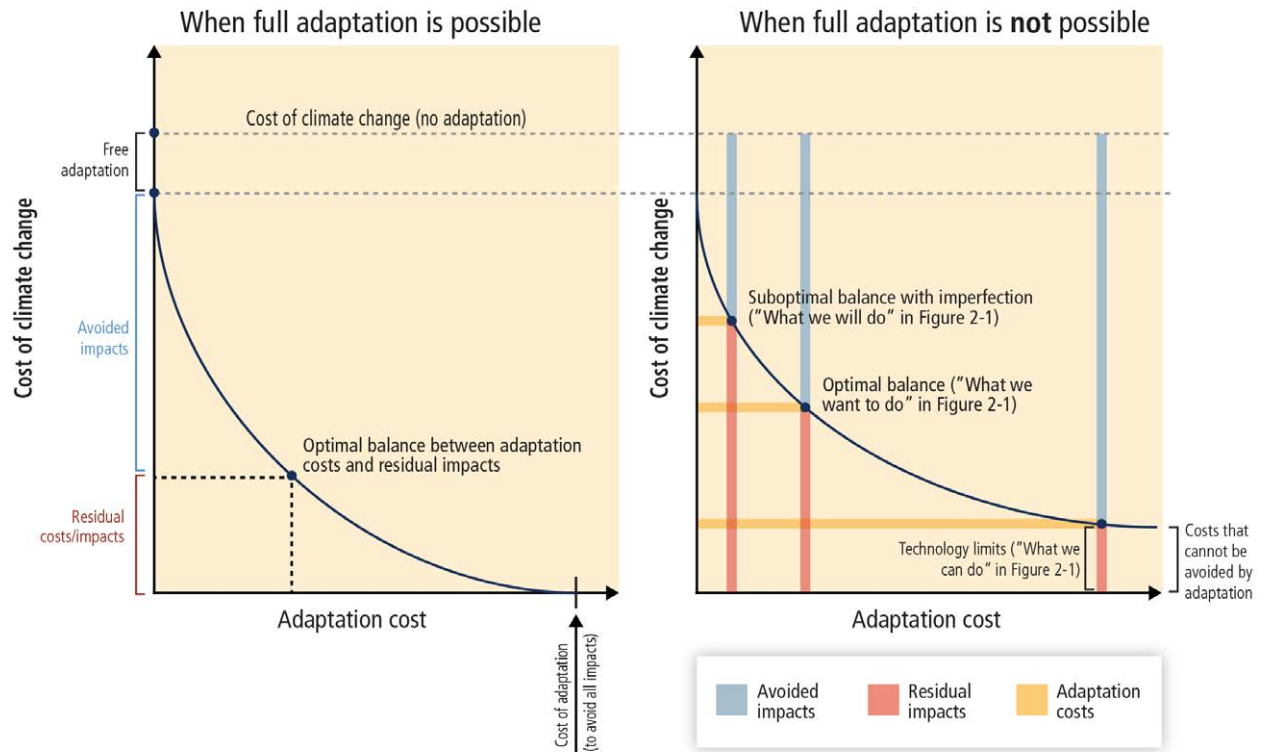 When full adaptation is possible
Cost of climate change (no adaptation)
Free
adaptation
Cost of climate change
Avoided
impacts
Optimal balance between adaptation
costs and residual impacts
Residual
costs/impacts
Adaptation cost
Cost of adaptation
(to avoid all impacts)
When full adaptation is not possible
Cost of climate change
Suboptimal balance with imperfection
("What we will do" in Figure 2-1)
Optimal balance ("What we
want to do" in Figure 2-1)
Technology limits ("What we
can do" in Figure 2-1)
Costs that
cannot be
avoided by
adaptation
Adaptation cost
Avoided
impacts
Residual
impacts
Adaptation
costs